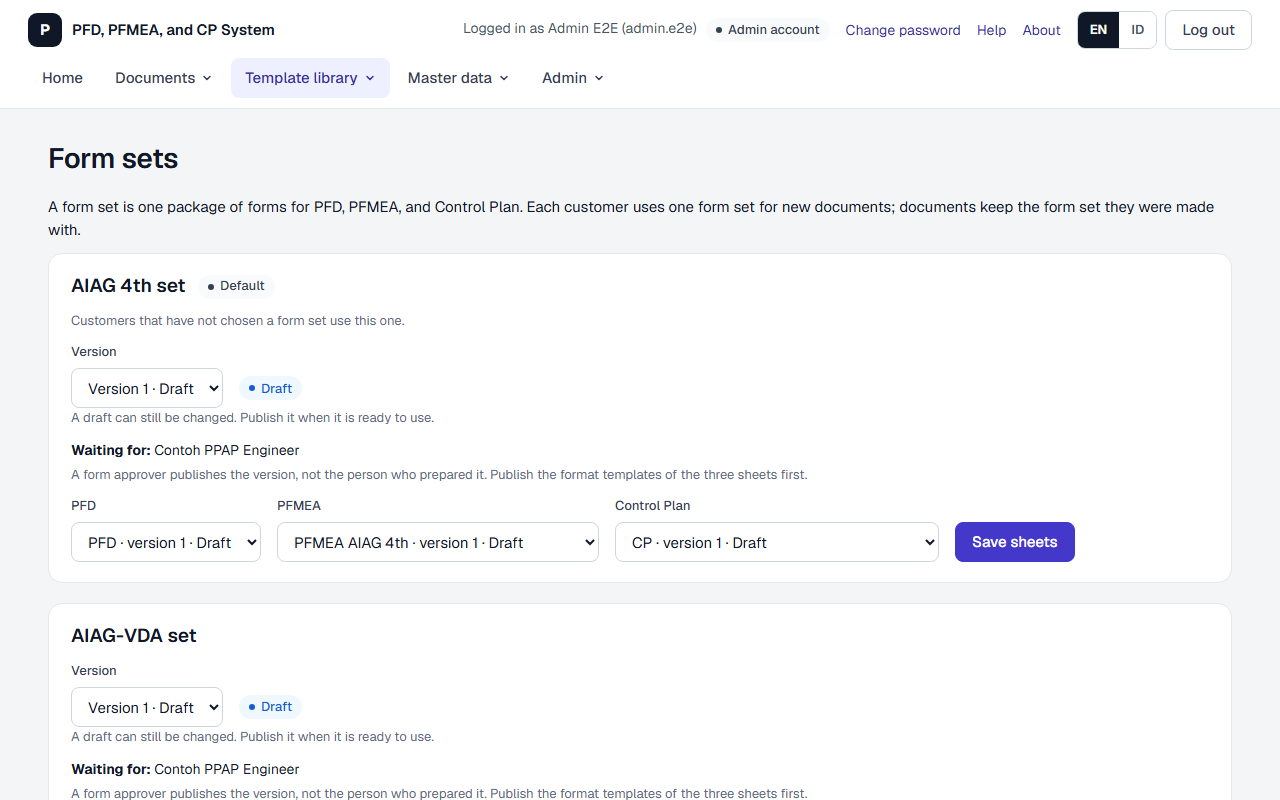 P PFD, PFMEA, and CP System Logged in as Admin E2E (admin.e2e) Admin account Change password Help About EN ID Log out
Home Documents Template library Master data Admin
Form sets
A form set is one package of forms for PFD, PFMEA, and Control Plan. Each customer uses one form set for new documents; documents keep the form set they were made
with.
AIAG 4th set Default
Customers that have not chosen a form set use this one.
Version
Version 1 · Draft Draft
A draft can still be changed. Publish it when it is ready to use.
Waiting for: Contoh PPAP Engineer
A form approver publishes the version, not the person who prepared it. Publish the format templates of the three sheets first.
PFD PFMEA Control Plan
PFD · version 1 · Draft PFMEA AIAG 4th · version 1 · Draft CP · version 1 · Draft Save sheets
AIAG-VDA set
Version
Version 1 · Draft Draft
A draft can still be changed. Publish it when it is ready to use.
Waiting for: Contoh PPAP Engineer
A form approver publishes the version, not the person who prepared it. Publish the format templates of the three sheets first.